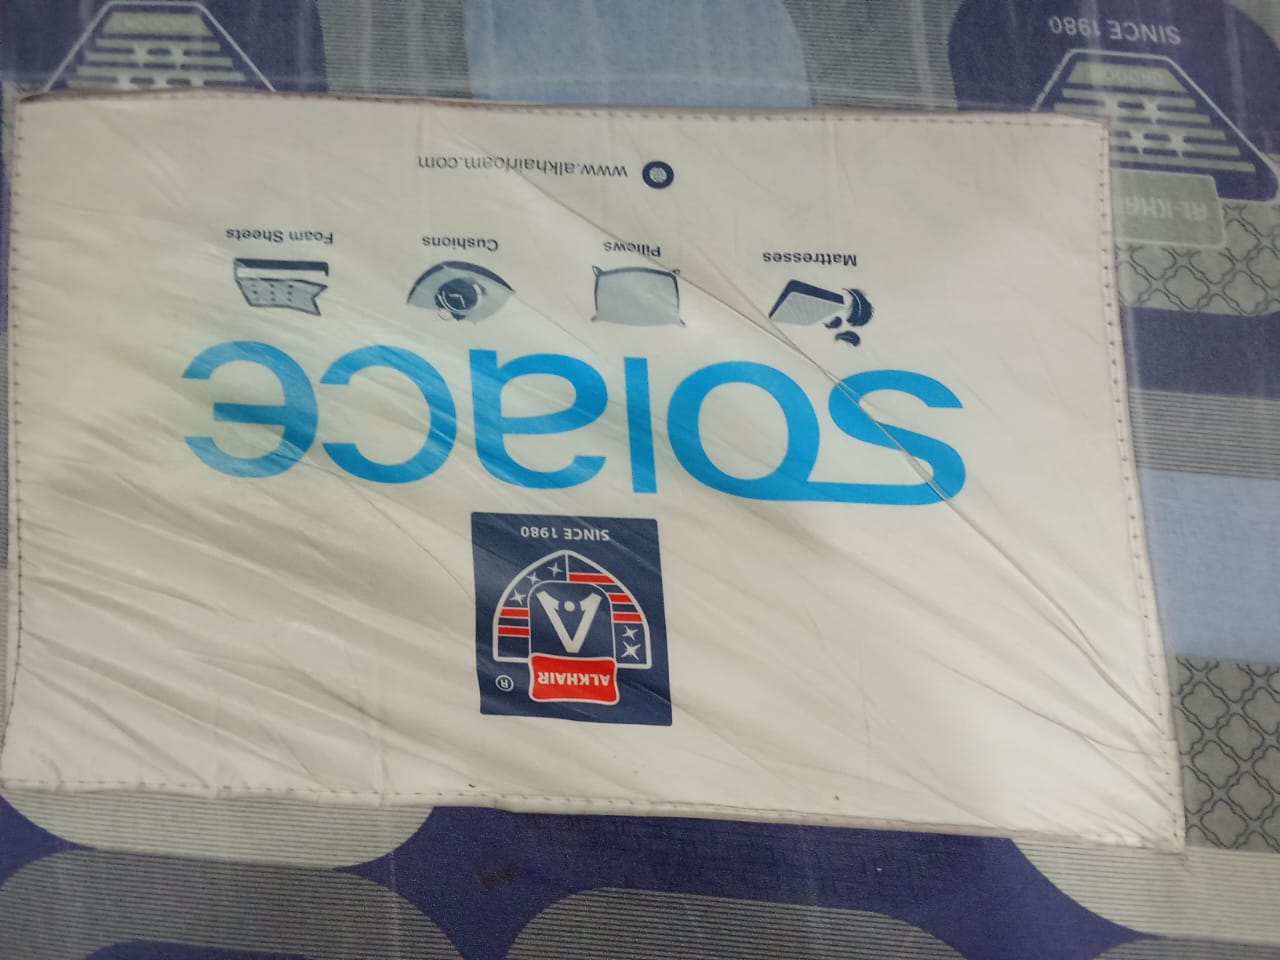 ALKHAIR
®
SINCE 1980
Solace
Mattresses
Pillows
Cushions
Foam Sheets
www.alkhairfoam.com
SINCE 1980